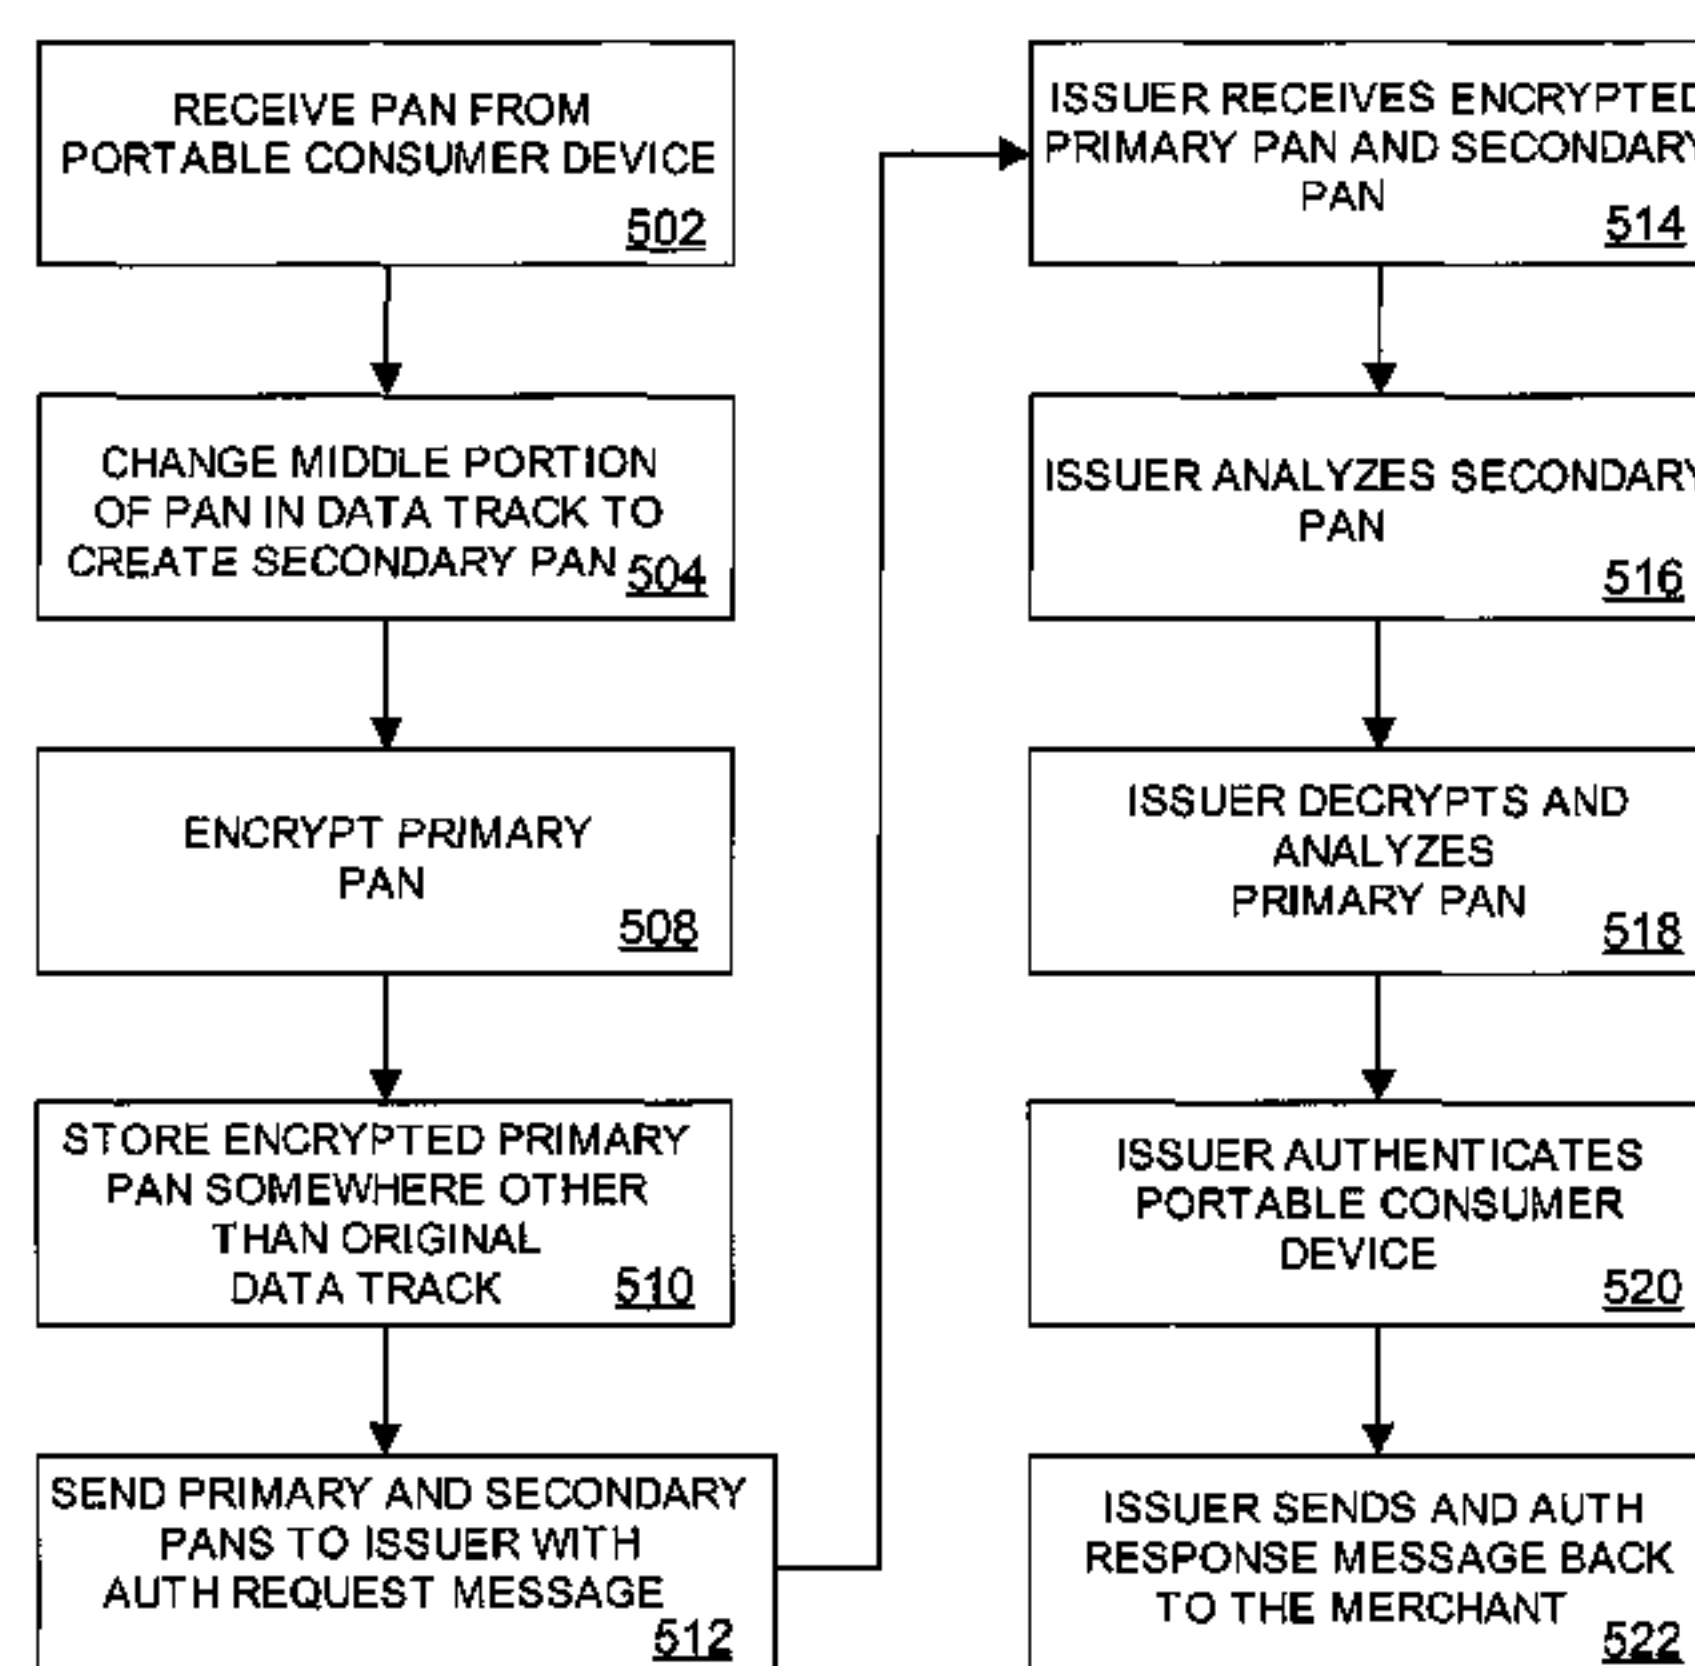 RECEIVE PAN FROM
PORTABLE CONSUMER DEVICE
502
CHANGE MIDDLE PORTION
OF PAN IN DATA TRACK TO
CREATE SECONDARY PAN 504
ENCRYPT PRIMARY
PAN
508
STORE ENCRYPTED PRIMARY
PAN SOMEWHERE OTHER
THAN ORIGINAL
DATA TRACK 510
SEND PRIMARY AND SECONDARY
PANS TO ISSUER WITH
AUTH REQUEST MESSAGE
512
ISSUER RECEIVES ENCRYPTED
PRIMARY PAN AND SECONDARY
PAN
514
ISSUER ANALYZES SECONDARY
PAN
516
ISSUER DECRYPTS AND
ANALYZES
PRIMARY PAN
518
ISSUER AUTHENTICATES
PORTABLE CONSUMER
DEVICE
520
ISSUER SENDS AND AUTH
RESPONSE MESSAGE BACK
TO THE MERCHANT
522